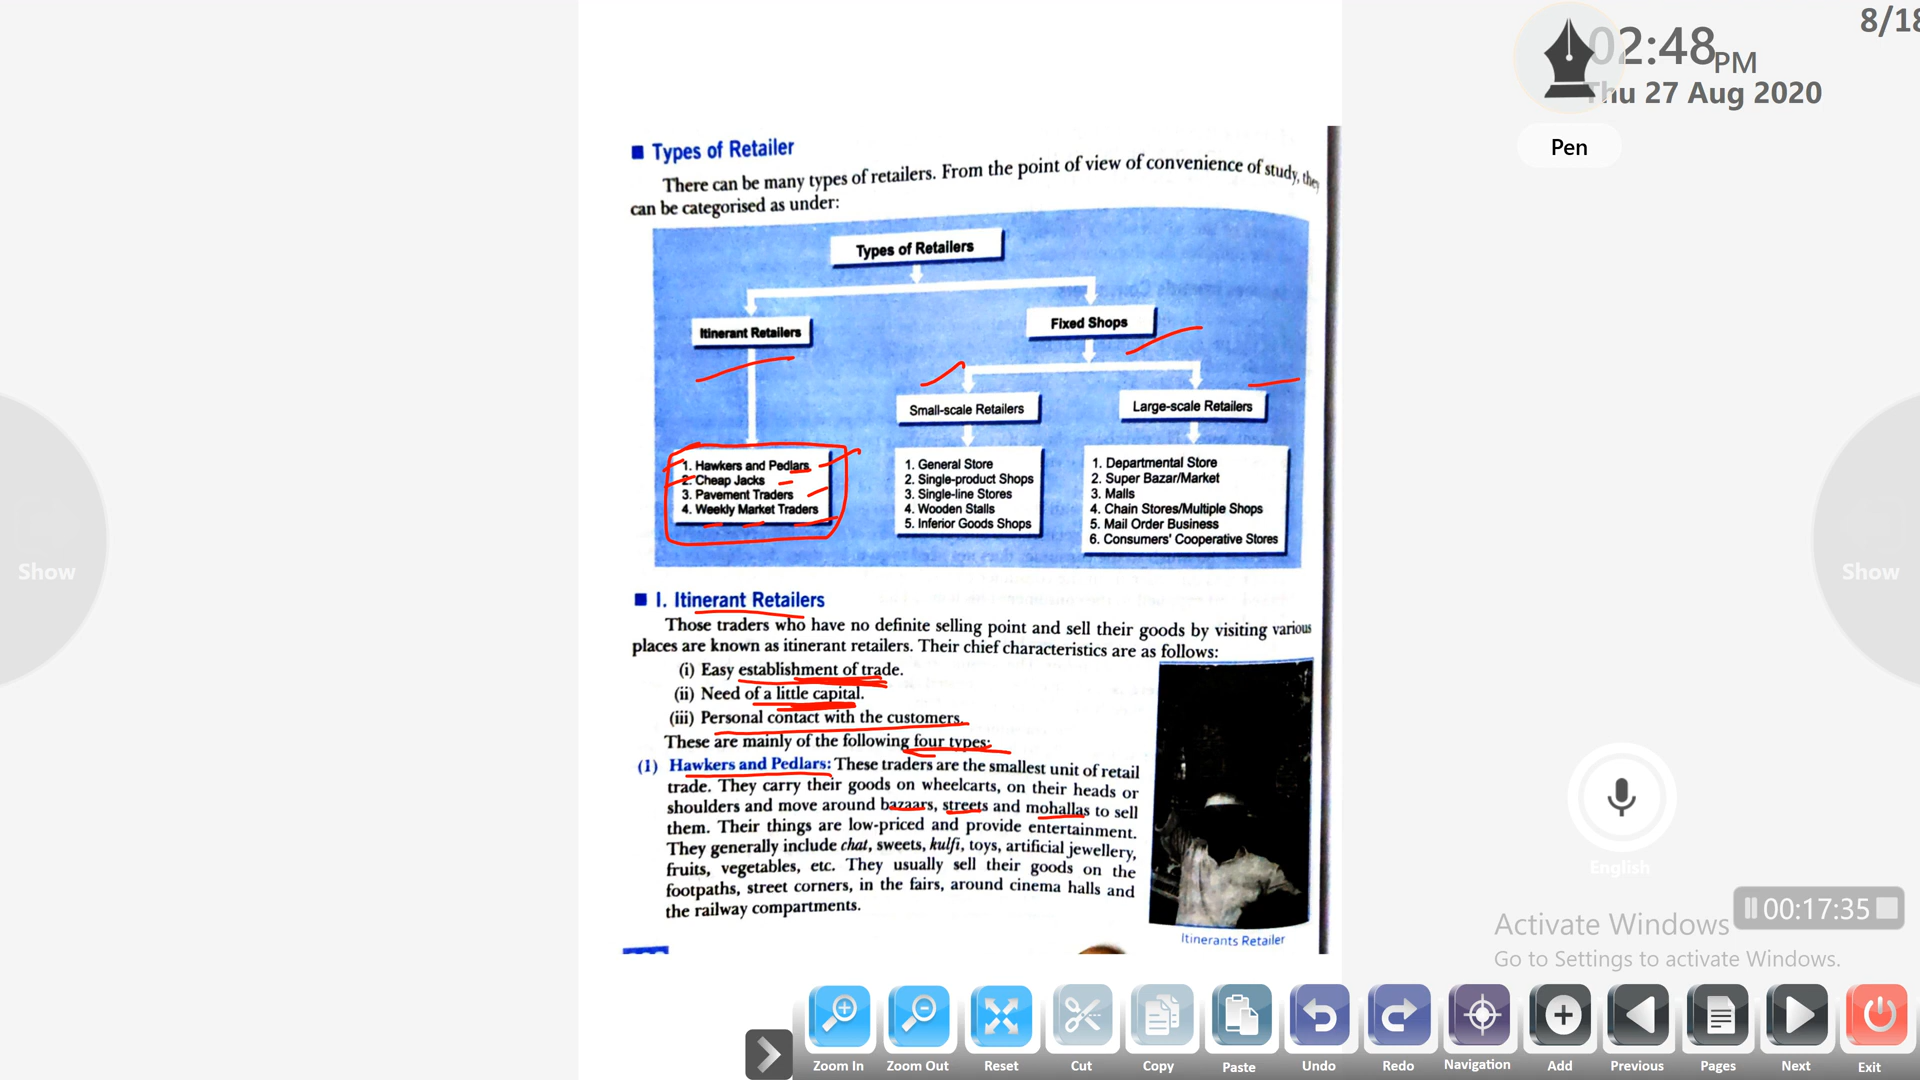 8/18
02:48 PM
Thu 27 Aug 2020
Pen
Types of Retailer
There can be many types of retailers. From the point of view of convenience of study, they
can be categorised as under:
Types of Retailers
Itinerant Retailers
Fixed Shops
Small-scale Retailers
Large-scale Retailers
1. Hawkers and Pedlars
2. Cheap Jacks
3. Pavement Traders
4. Weekly Market Traders
1. General Store
2. Single-product Shops
3. Single-line Stores
4. Wooden Stalls
5. Inferior Goods Shops
1. Departmental Store
2. Super Bazar/Market
3. Malls
4. Chain Stores/Multiple Shops
5. Mail Order Business
6. Consumers' Cooperative Stores
I. Itinerant Retailers
Those traders who have no definite selling point and sell their goods by visiting various
places are known as itinerant retailers. Their chief characteristics are as follows:
(i) Easy establishment of trade.
(ii) Need of a little capital.
(iii) Personal contact with the customers.
These are mainly of the following four types:
(1) Hawkers and Pedlars: These traders are the smallest unit of retail
trade. They carry their goods on wheelcarts, on their heads or
shoulders and move around bazaars, streets and mohallas to sell
them. Their things are low-priced and provide entertainment.
They generally include chat, sweets, kulfi, toys, artificial jewellery,
fruits, vegetables, etc. They usually sell their goods on the
footpaths, street corners, in the fairs, around cinema halls and
the railway compartments.
Itinerants Retailer
Show
Show
English
00:17:35
Activate Windows
Go to Settings to activate Windows.
Zoom In
Zoom Out
Reset
Cut
Copy
Paste
Undo
Redo
Navigation
Add
Previous
Pages
Next
Exit